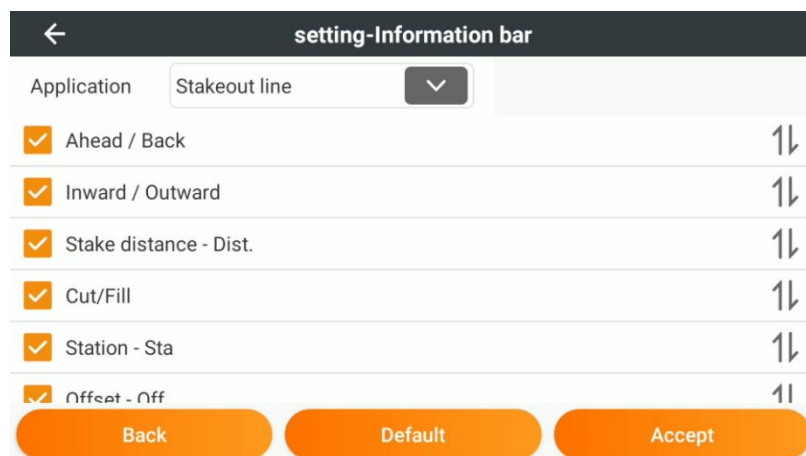 setting-Information bar
Application Stakeout line
Ahead / Back
Inward / Outward
Stake distance - Dist.
Cut/Fill
Station - Sta
Offset - Off
Back Default Accept